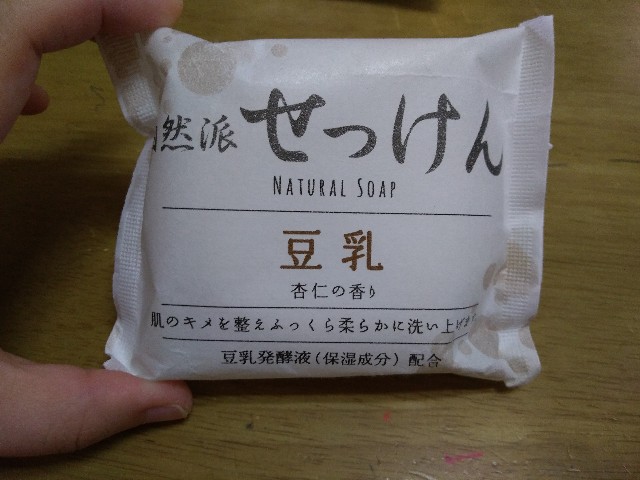 然派 せっけん
NATURAL SOAP
豆乳
杏仁の香り
肌のキメを整えふっくら柔らかに洗い上げ
豆乳発酵液(保湿成分)配合